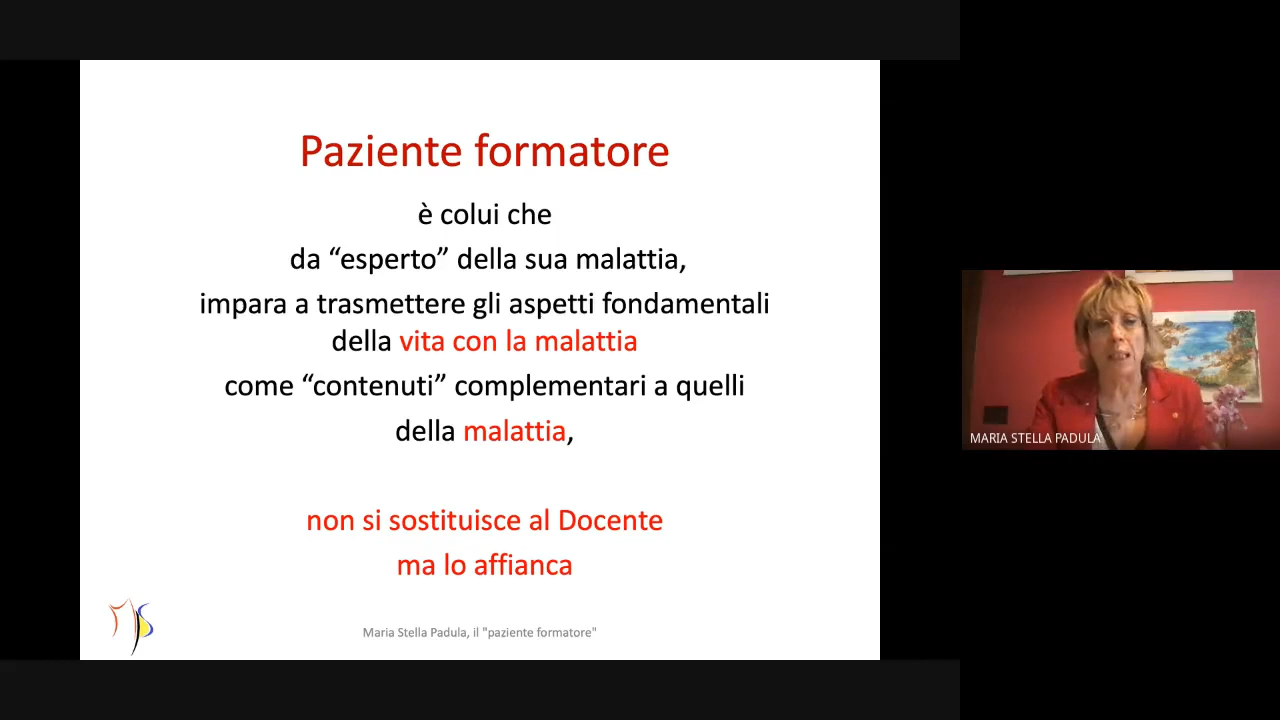 Paziente formatore
è colui che
da “esperto” della sua malattia,
impara a trasmettere gli aspetti fondamentali
della vita con la malattia
come “contenuti” complementari a quelli
della malattia,
non si sostituisce al Docente
ma lo affianca
Maria Stella Padula, il "paziente formatore"
MARIA STELLA PADULA